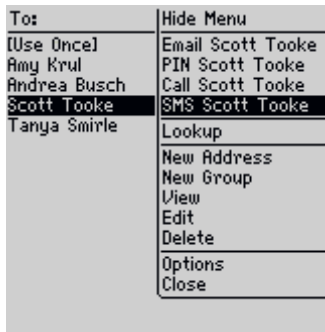 To:
[Use Once]
Amy Krul
Andrea Busch
Scott Tooke
Tanya Smirle
Hide Menu
Email Scott Tooke
PIN Scott Tooke
Call Scott Tooke
SMS Scott Tooke
Lookup
New Address
New Group
View
Edit
Delete
Options
Close